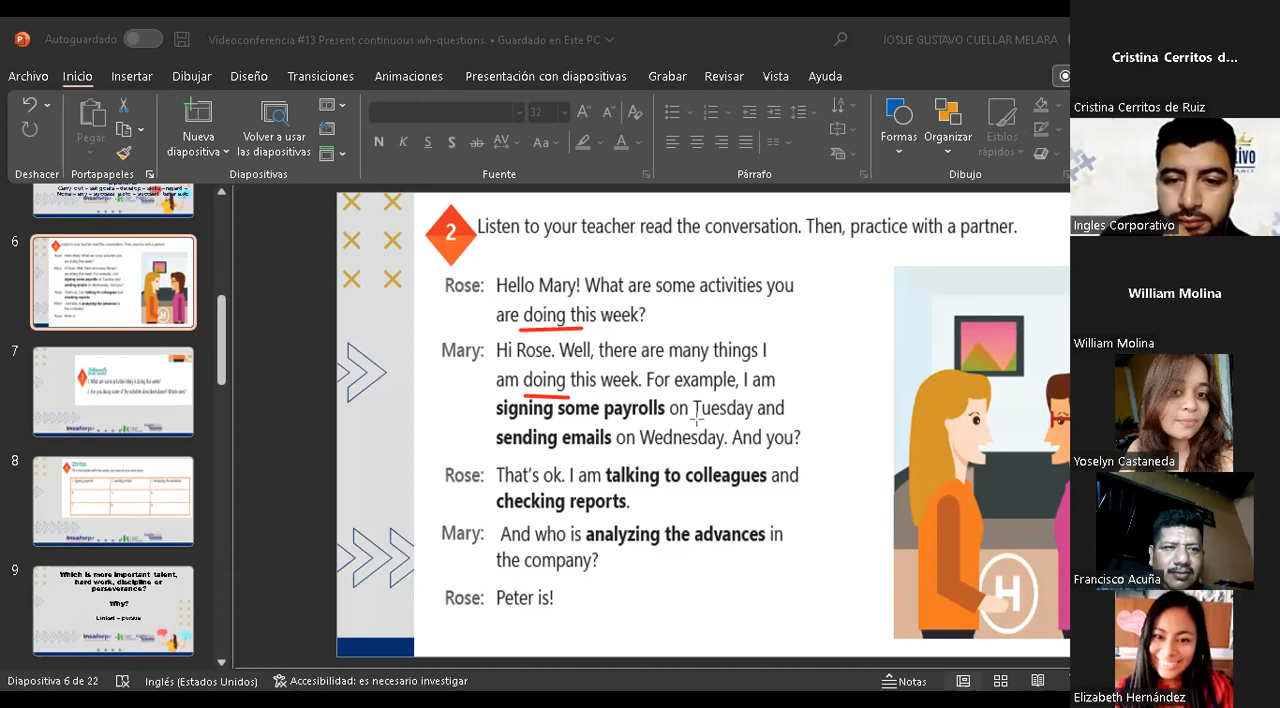 Autoguardado
Videoconferencia #13 Present continuous wh-questions. • Guardado en Este PC
JOSUE GUSTAVO CUELLAR MELARA
Archivo Inicio Insertar Dibujar Diseño Transiciones Animaciones Presentación con diapositivas Grabar Revisar Vista Ayuda
Pegar
Nueva diapositiva
Volver a usar las diapositivas
32
N K S S ab AV Aa A
Formas
Organizar
Estilos rápidos
Deshacer Portapapeles Diapositivas Fuente Párrafo Dibujo
6
7
8
9
Which is more important talent,
hard work, discipline or
perseverance?
Why?
2
Listen to your teacher read the conversation. Then, practice with a partner.
Rose: Hello Mary! What are some activities you
are doing this week?
Mary: Hi Rose. Well, there are many things I
am doing this week. For example, I am
signing some payrolls on Tuesday and
sending emails on Wednesday. And you?
Rose: That's ok. I am talking to colleagues and
checking reports.
Mary: And who is analyzing the advances in
the company?
Rose: Peter is!
H
Diapositiva 6 de 22
Inglés (Estados Unidos)
Accesibilidad: es necesario investigar
Notas
Cristina Cerritos d...
Cristina Cerritos de Ruiz
Ingles Corporativo
William Molina
William Molina
Yoselyn Castaneda
Francisco Acuña
Elizabeth Hernández